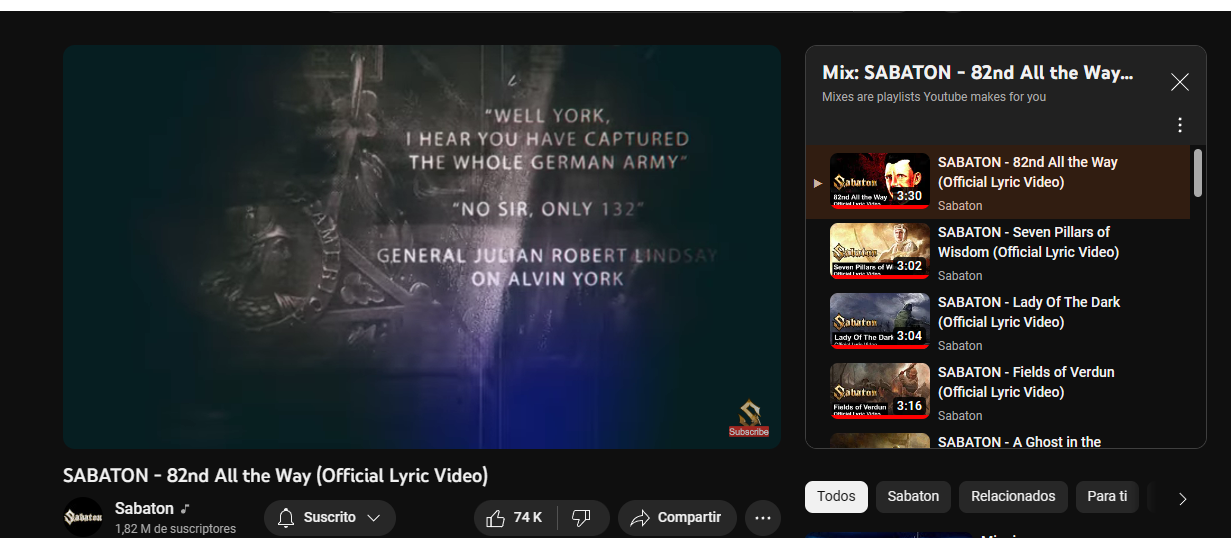 "WELL YORK,
I HEAR YOU HAVE CAPTURED
THE WHOLE GERMAN ARMY"
"NO SIR, ONLY 132"
GENERAL JULIAN ROBERT LINDSAY
ON ALVIN YORK
Subscribe
SABATON - 82nd All the Way (Official Lyric Video)
Sabaton
Sabaton
1,82 M de suscriptores
Suscrito
74 K
Compartir
Mix: SABATON - 82nd All the Way...
Mixes are playlists Youtube makes for you
Sabaton
82nd All the Way
Official Lyric Video
3:30
SABATON - 82nd All the Way
(Official Lyric Video)
Sabaton
Sabaton
Seven Pillars of W
3:02
SABATON - Seven Pillars of
Wisdom (Official Lyric Video)
Sabaton
Sabaton
Lady Of The Dark
3:04
SABATON - Lady Of The Dark
(Official Lyric Video)
Sabaton
Sabaton
Fields of Verdun
3:16
SABATON - Fields of Verdun
(Official Lyric Video)
Sabaton
SABATON - A Ghost in the
Todos
Sabaton
Relacionados
Para ti